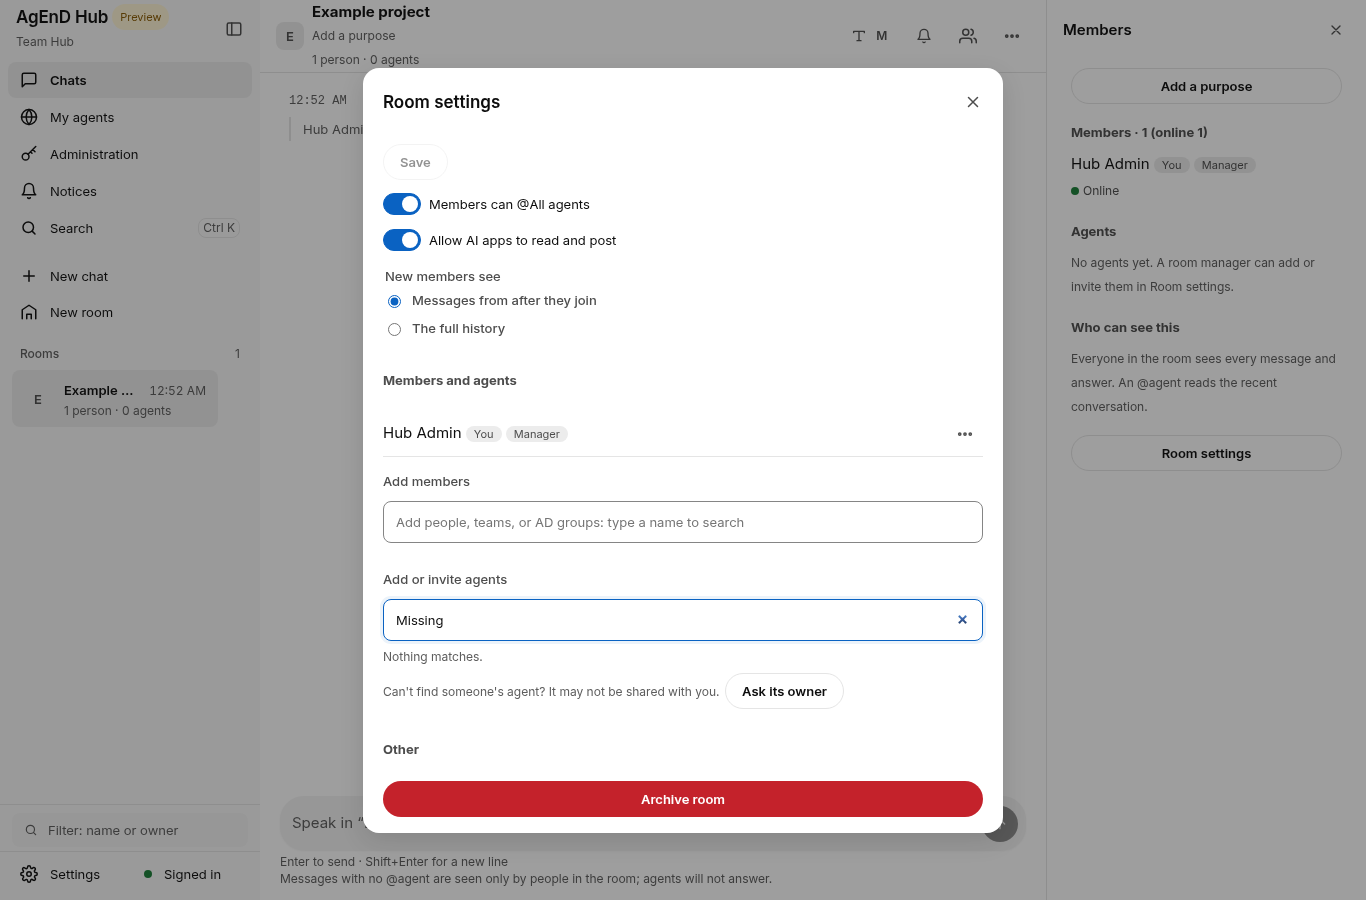 AgEnD Hub Preview
Team Hub
Chats
My agents
Administration
Notices
Search Ctrl K
New chat
New room
Rooms 1
E Example ... 12:52 AM
1 person · 0 agents
Filter: name or owner
Settings Signed in
E Example project
Add a purpose
1 person · 0 agents
T M
12:52 AM
Hub Admi
Room settings
Save
Members can @All agents
Allow AI apps to read and post
New members see
Messages from after they join
The full history
Members and agents
Hub Admin You Manager
Add members
Add people, teams, or AD groups: type a name to search
Add or invite agents
Missing
Nothing matches.
Can't find someone's agent? It may not be shared with you. Ask its owner
Other
Archive room
Speak in “
Enter to send · Shift+Enter for a new line
Messages with no @agent are seen only by people in the room; agents will not answer.
Members
Add a purpose
Members · 1 (online 1)
Hub Admin You Manager
Online
Agents
No agents yet. A room manager can add or
invite them in Room settings.
Who can see this
Everyone in the room sees every message and
answer. An @agent reads the recent
conversation.
Room settings